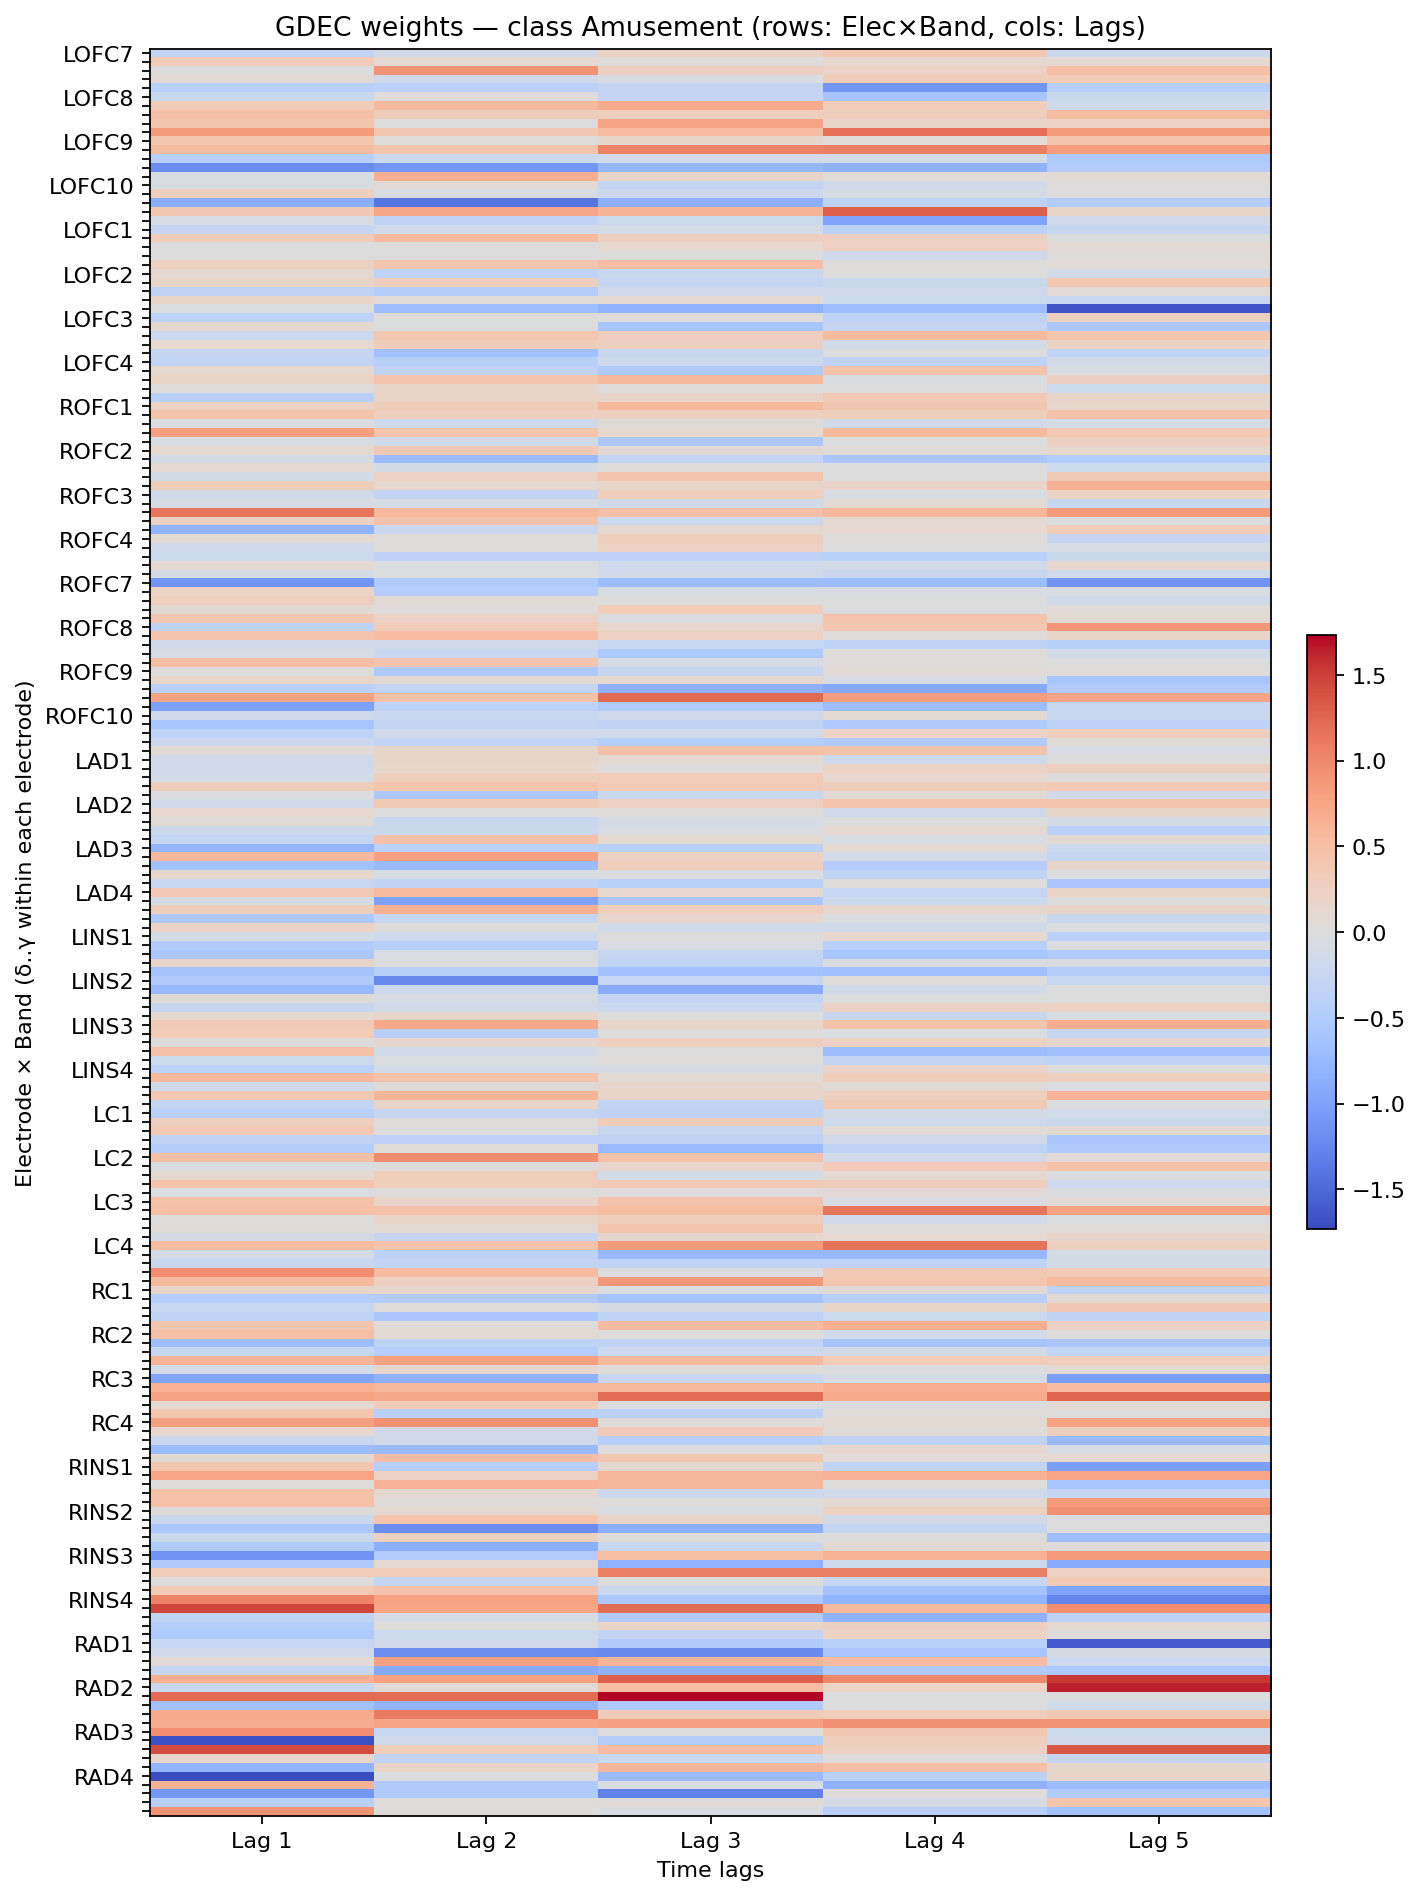 GDEC weights — class Amusement (rows: Elec×Band, cols: Lags)
LOFC7
LOFC8
LOFC9
LOFC10
LOFC1
LOFC2
LOFC3
LOFC4
ROFC1
ROFC2
ROFC3
ROFC4
ROFC7
ROFC8
ROFC9
ROFC10
LAD1
LAD2
LAD3
LAD4
LINS1
LINS2
LINS3
LINS4
LC1
LC2
LC3
LC4
RC1
RC2
RC3
RC4
RINS1
RINS2
RINS3
RINS4
RAD1
RAD2
RAD3
RAD4
Electrode × Band (δ..γ within each electrode)
Lag 1
Lag 2
Lag 3
Lag 4
Lag 5
Time lags
1.5
1.0
0.5
0.0
−0.5
−1.0
−1.5